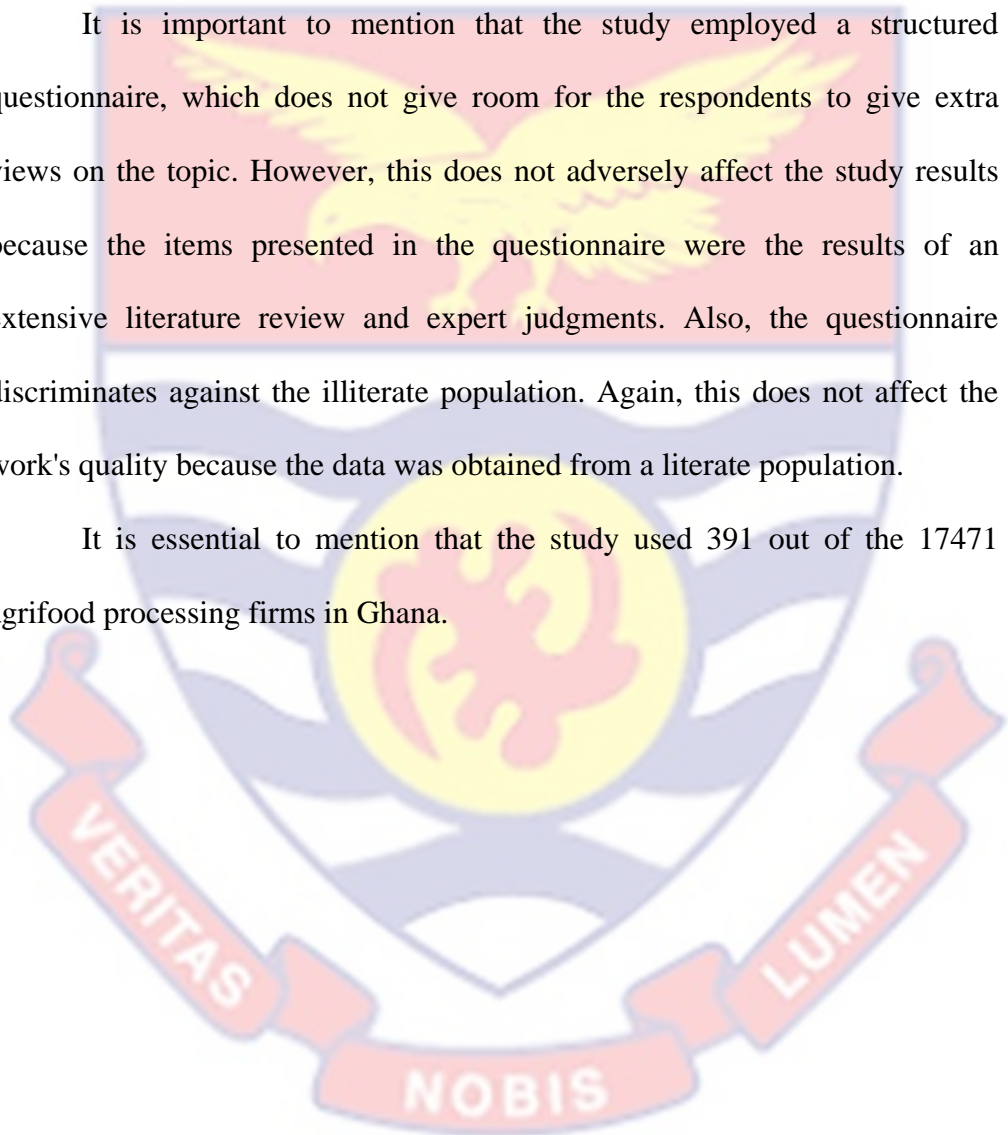 It is important to mention that the study employed a structured
questionnaire, which does not give room for the respondents to give extra
views on the topic. However, this does not adversely affect the study results
because the items presented in the questionnaire were the results of an
extensive literature review and expert judgments. Also, the questionnaire
discriminates against the illiterate population. Again, this does not affect the
work's quality because the data was obtained from a literate population.
It is essential to mention that the study used 391 out of the 17471
agrifood processing firms in Ghana.
VERITAS
NOBIS
LUMEN